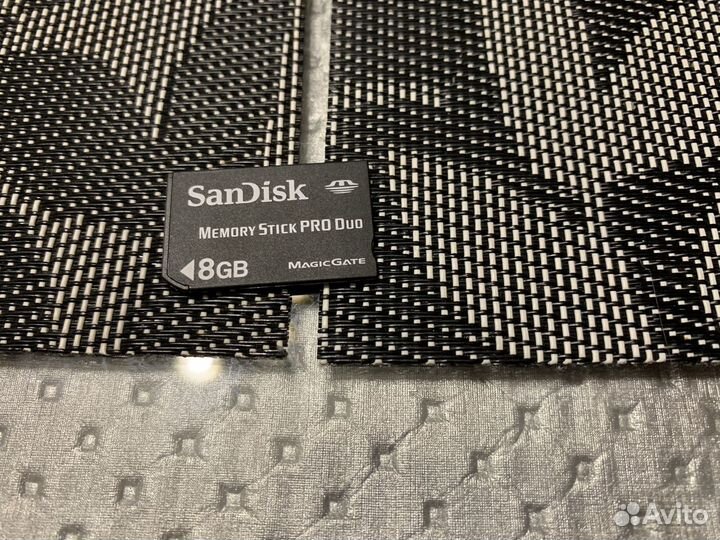 SanDisk
MEMORY STICK PRO DUO
8GB MAGICGATE
Avito